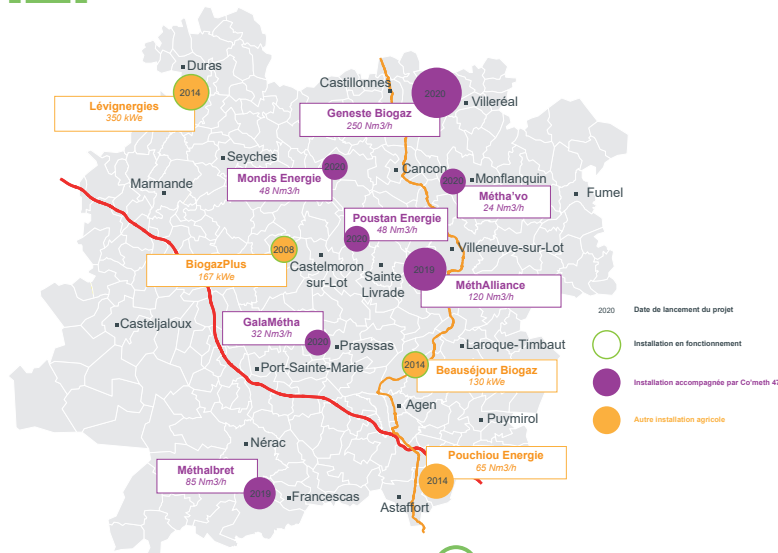 Duras
2014
Lévignergies
350 kWe
Castillonnes
2020
Villeréal
Geneste Biogaz
250 Nm3/h
Seyches
2020
Mondis Energie
48 Nm3/h
Marmande
Cancon
2020
Monflanquin
Fumel
Métha'vo
24 Nm3/h
Poustan Energie
48 Nm3/h
2020
2008
BiogazPlus
167 kWe
Castelmoron
sur-Lot
Sainte
Livrade
Villeneuve-sur-Lot
2019
MéthAlliance
120 Nm3/h
Casteljaloux
GalaMétha
32 Nm3/h
2020
Prayssas
Port-Sainte-Marie
Laroque-Timbaut
2014
Beauséjour Biogaz
130 kWe
Agen
Puymirol
Nérac
Méthalbret
85 Nm3/h
2019
Francescas
Pouchiou Energie
65 Nm3/h
2014
Astaffort
2020 Date de lancement du projet
Installation en fonctionnement
Installation accompagnée par Co'meth 47
Autre installation agricole